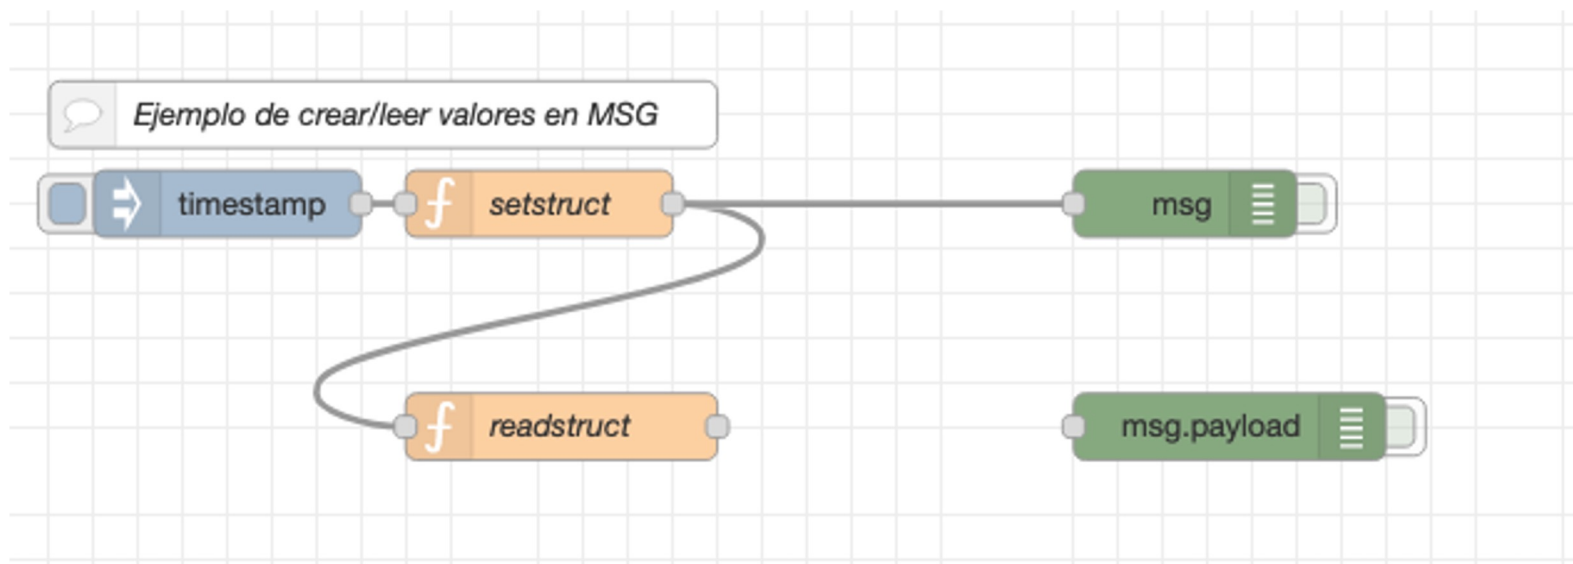 Ejemplo de crear/leer valores en MSG
timestamp
setstruct
msg
readstruct
msg.payload